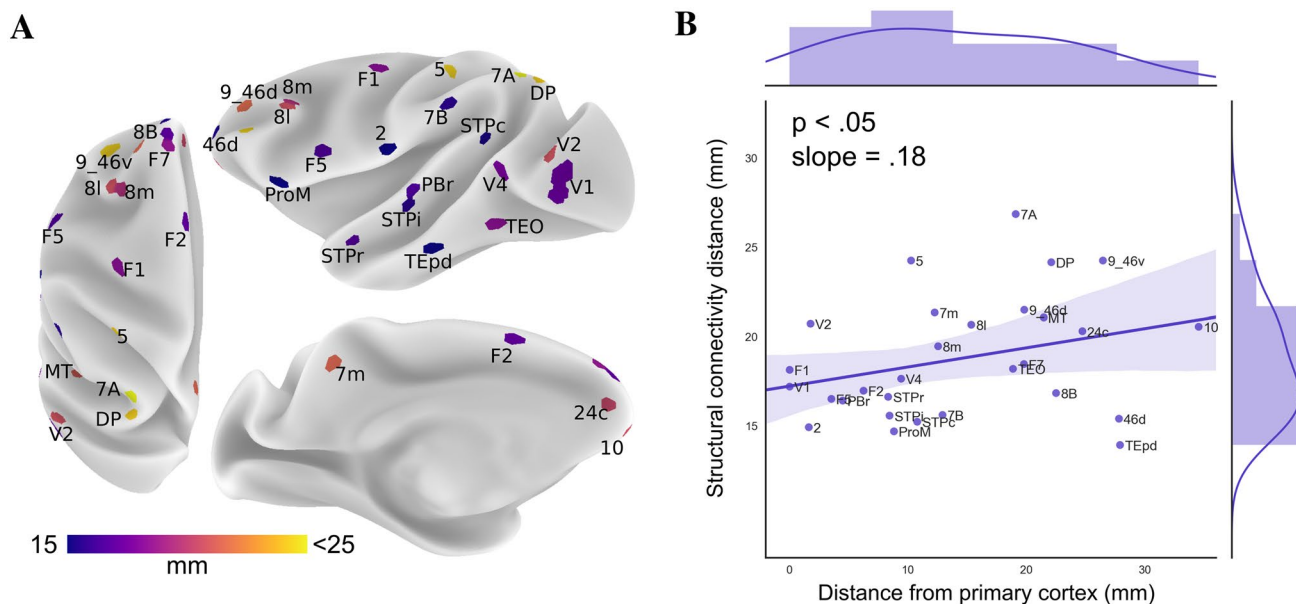 A
8B
F7
9_46v
8l
8m
F5
F2
F1
5
MT
7A
DP
V2
F1
5
7A
DP
9_46d
8m
8l
46d
7B
STPc
2
F5
V2
ProM
PBr
V4
V1
STPi
TEO
STPr
TEpd
F2
7m
24c
10
15
<25
mm
B
p < .05
slope = .18
Structural connectivity distance (mm)
30
25
20
15
7A
5
DP
9_46v
7m
9_46d
V2
8l
MT
24c
10
8m
F1
F7
TEO
V4
V1
F2
F5
PBr
STPr
8B
STPi
7B
STPc
46d
2
ProM
TEpd
0
10
20
30
Distance from primary cortex (mm)